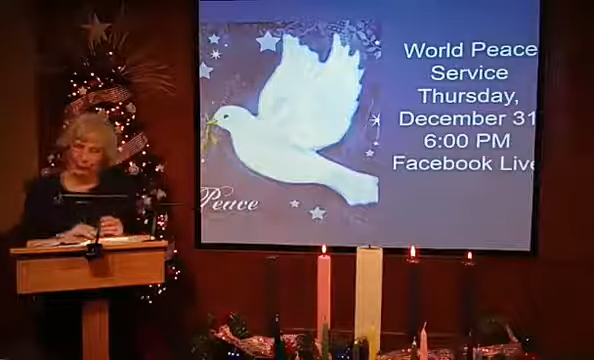 World Peace
Service
Thursday,
December 31
6:00 PM
Facebook Live
Peace